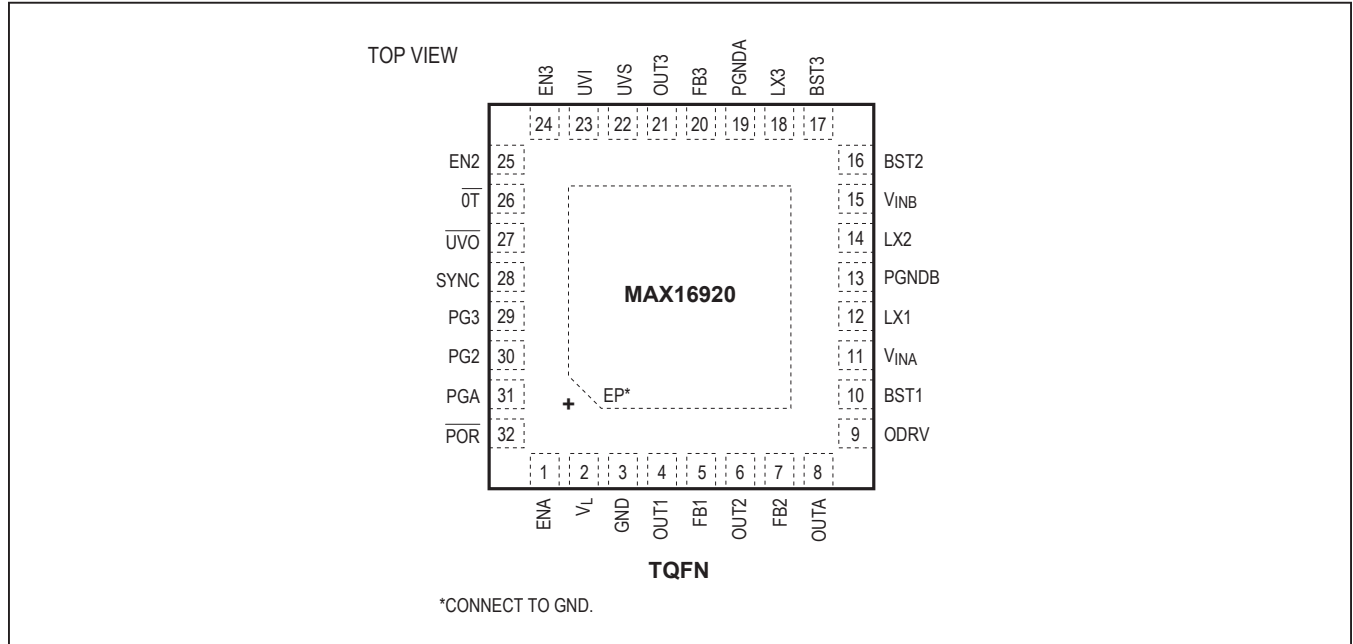 TOP VIEW
EN3 UVI UVS OUT3 FB3 PGNDA LX3 BST3
24 23 22 21 20 19 18 17
EN2 25 16 BST2
0T 26 15 VINB
UVO 27 14 LX2
SYNC 28 13 PGNDB
MAX16920
PG3 29 12 LX1
PG2 30 11 VINA
PGA 31 EP* 10 BST1
+
POR 32 9 ODRV
1 2 3 4 5 6 7 8
ENA VL GND OUT1 FB1 OUT2 FB2 OUTA
TQFN
*CONNECT TO GND.